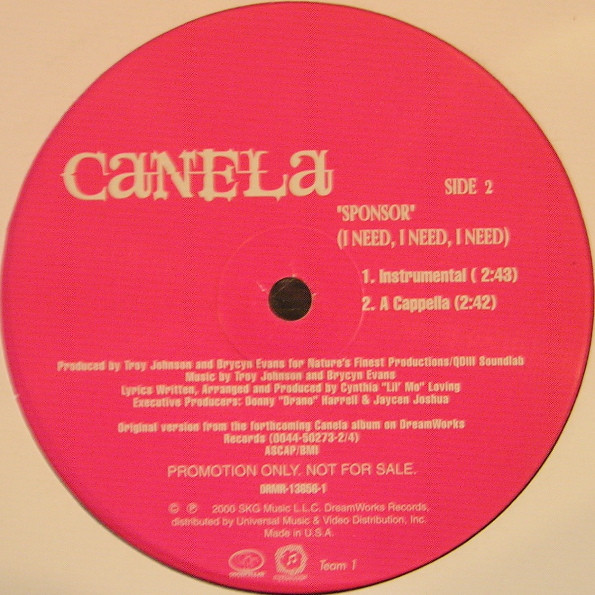 CANELA
SIDE 2
"SPONSOR"
(I NEED, I NEED, I NEED)
1. Instrumental ( 2:43)
2. A Cappella (2:42)
Produced by Troy Johnson and Brycyn Evans for Nature's Finest Productions/QDIII Soundlab
Music by Troy Johnson and Brycyn Evans
Lyrics Written, Arranged and Produced by Cynthia "Lil' Mo" Loving
Executive Producers: Donny "Drano" Harrell & Jaycen Joshua
Original version from the forthcoming Canela album on DreamWorks
Records (0044-50273-2/4)
ASCAP/BMI
PROMOTION ONLY. NOT FOR SALE.
DRMR-13656-1
© ℗ 2000 SKG Music L.L.C. DreamWorks Records,
distributed by Universal Music & Video Distribution, Inc.
Made in U.S.A.
Team 1